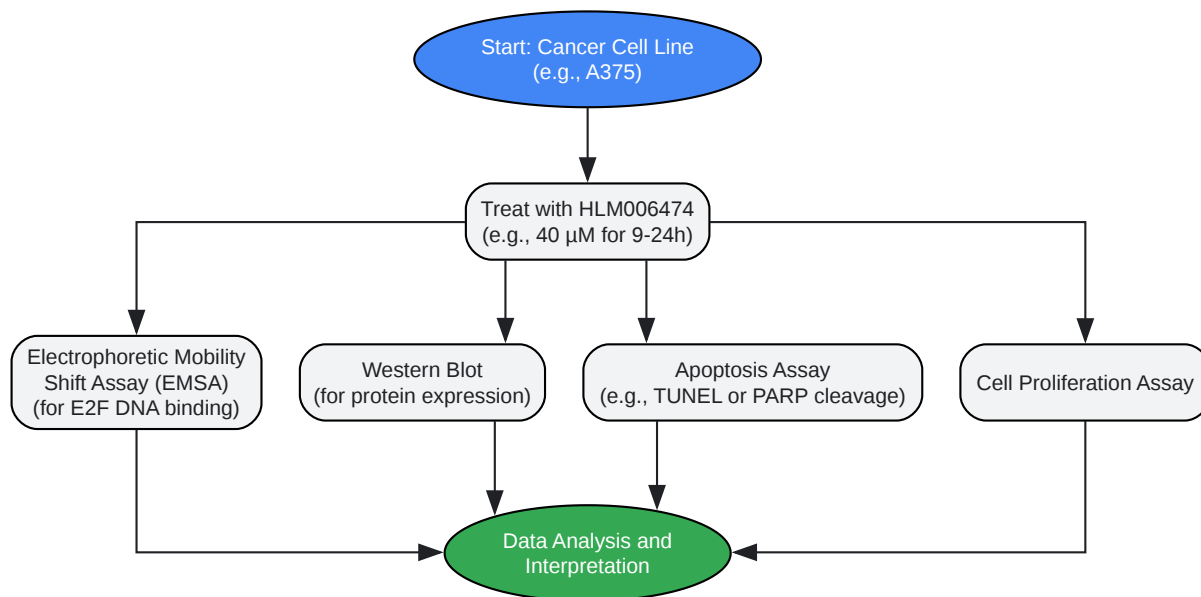 Start: Cancer Cell Line
(e.g., A375)
Treat with HLM006474
(e.g., 40 µM for 9-24h)
Electrophoretic Mobility
Shift Assay (EMSA)
(for E2F DNA binding)
Western Blot
(for protein expression)
Apoptosis Assay
(e.g., TUNEL or PARP cleavage)
Cell Proliferation Assay
Data Analysis and
Interpretation